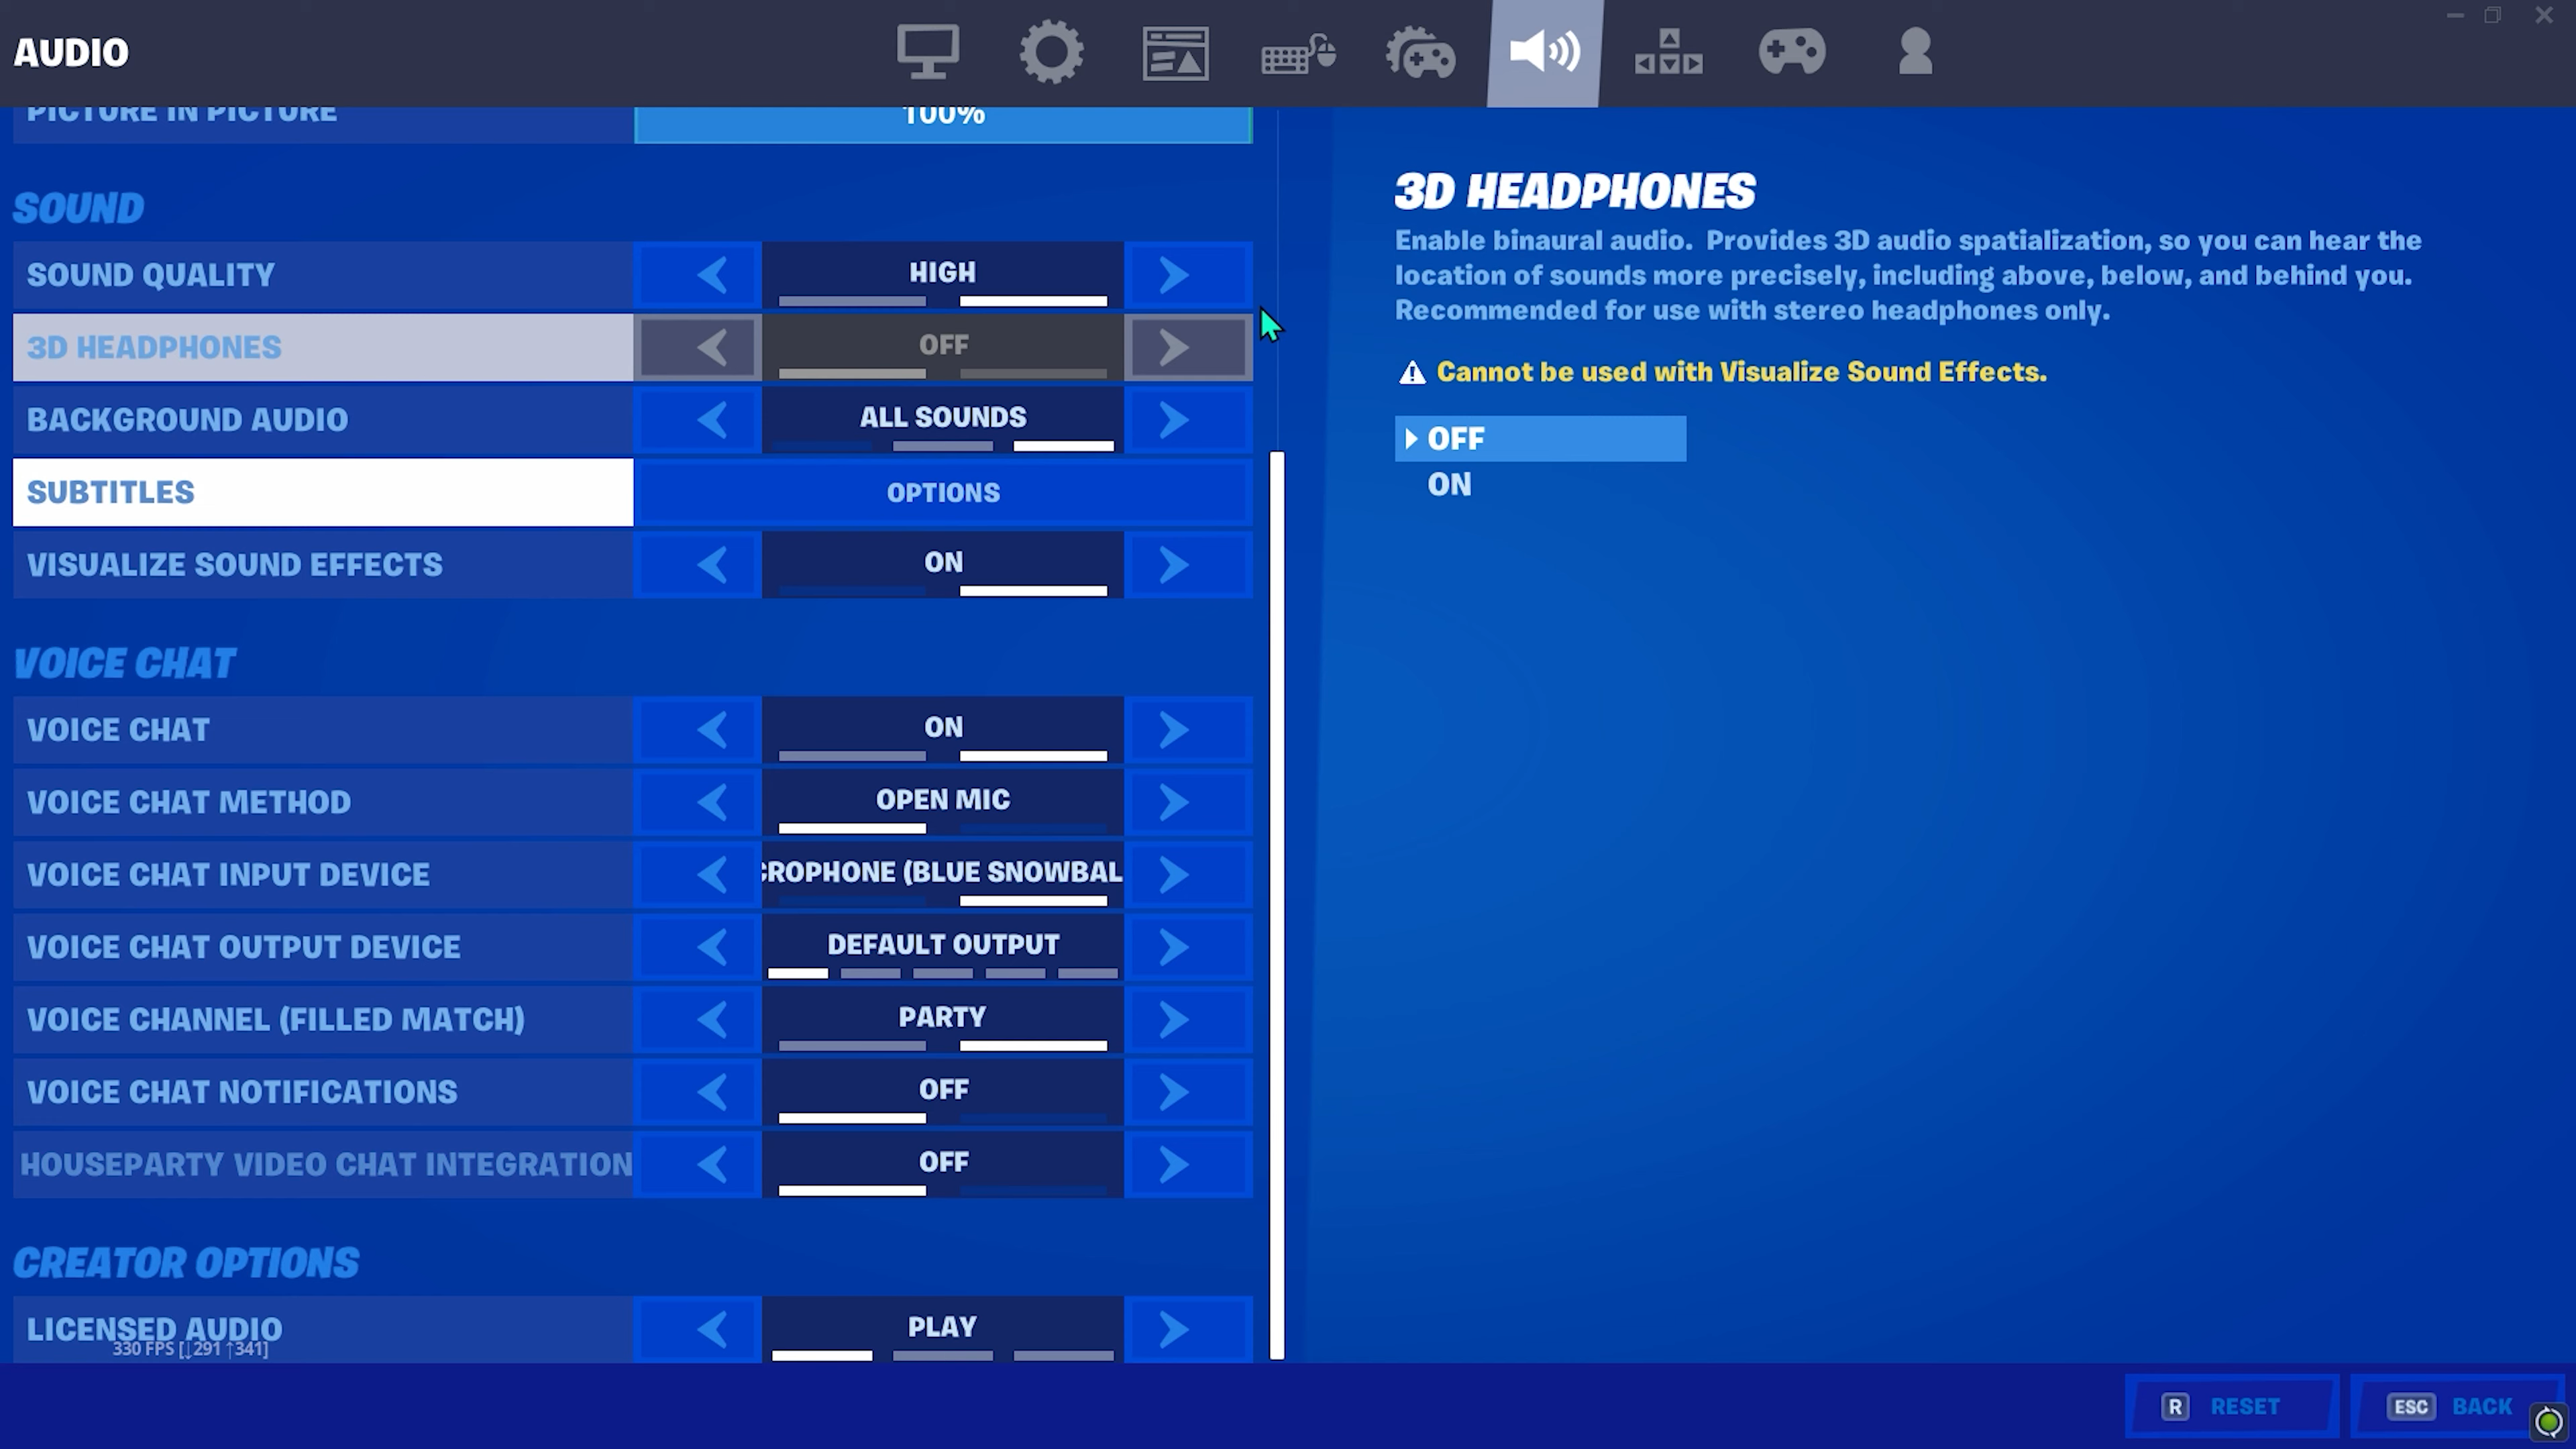 AUDIO
PICTURE IN PICTURE
100%
SOUND
SOUND QUALITY
HIGH
3D HEADPHONES
OFF
BACKGROUND AUDIO
ALL SOUNDS
SUBTITLES
OPTIONS
VISUALIZE SOUND EFFECTS
ON
VOICE CHAT
VOICE CHAT
ON
VOICE CHAT METHOD
OPEN MIC
VOICE CHAT INPUT DEVICE
CROPHONE (BLUE SNOWBAL
VOICE CHAT OUTPUT DEVICE
DEFAULT OUTPUT
VOICE CHANNEL (FILLED MATCH)
PARTY
VOICE CHAT NOTIFICATIONS
OFF
HOUSEPARTY VIDEO CHAT INTEGRATION
OFF
CREATOR OPTIONS
LICENSED AUDIO
PLAY
330 FPS [↓291 ↑341]
3D HEADPHONES
Enable binaural audio. Provides 3D audio spatialization, so you can hear the
location of sounds more precisely, including above, below, and behind you.
Recommended for use with stereo headphones only.
Cannot be used with Visualize Sound Effects.
OFF
ON
R RESET
ESC BACK